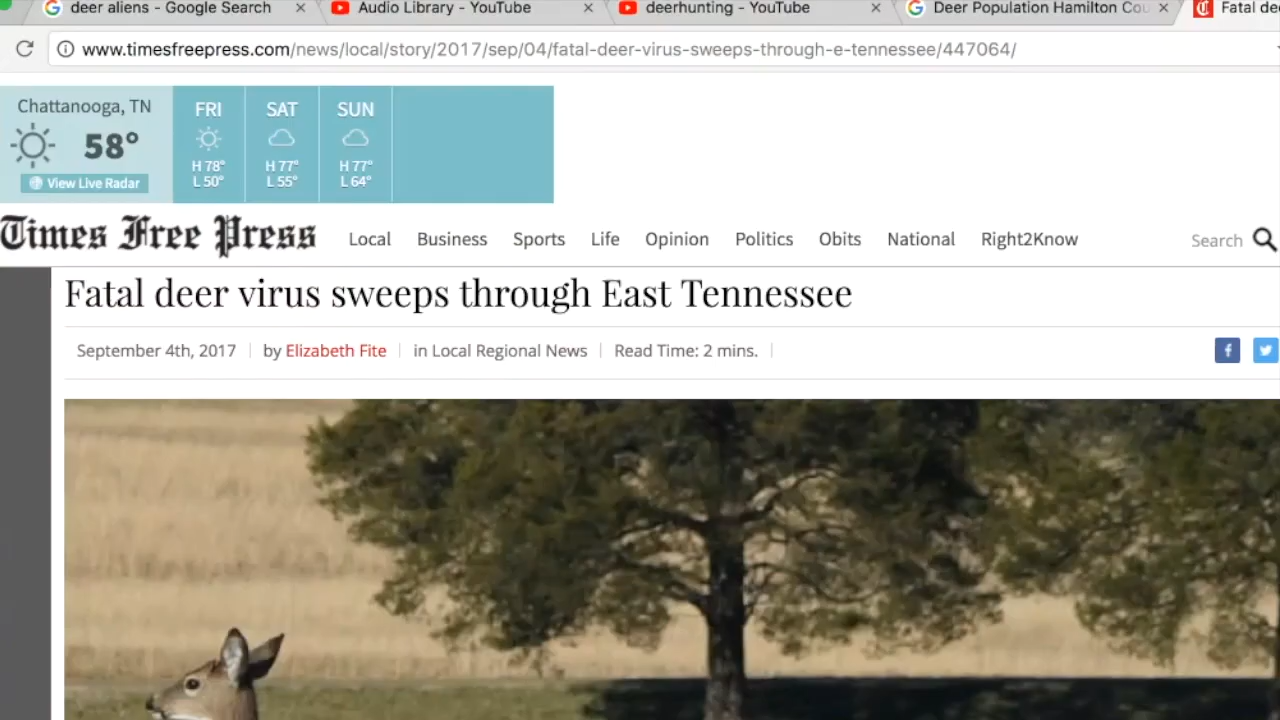 deer aliens - Google Search
Audio Library - YouTube
deerhunting - YouTube
Deer Population Hamilton Cou
Fatal de
www.timesfreepress.com/news/local/story/2017/sep/04/fatal-deer-virus-sweeps-through-e-tennessee/447064/
Chattanooga, TN
58°
View Live Radar
FRI
H 78°
L 50°
SAT
H 77°
L 55°
SUN
H 77°
L 64°
Times Free Press
Local Business Sports Life Opinion Politics Obits National Right2Know
Search
Fatal deer virus sweeps through East Tennessee
September 4th, 2017 | by Elizabeth Fite | in Local Regional News | Read Time: 2 mins. |